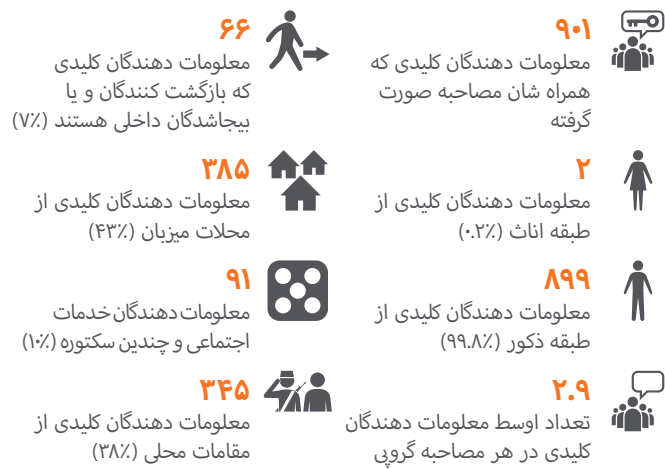 ۹۰۱
معلومات دهندگان کلیدی که
همراه شان مصاحبه صورت
گرفته
۶۶
معلومات دهندگان کلیدی
که بازگشت کنندگان و یا
بیجاشدگان داخلی هستند (۷٪)
۲
معلومات دهندگان کلیدی از
طبقه اناث (۰.۲٪)
۳۸۵
معلومات دهندگان کلیدی از
محلات میزبان (۴۳٪)
۸۹۹
معلومات دهندگان کلیدی از
طبقه ذکور (۹۹.۸٪)
۹۱
معلومات دهندگان خدمات
اجتماعی و چندین سکتوره (۱۰٪)
۲.۹
تعداد اوسط معلومات دهندگان
کلیدی در هر مصاحبه گروپی
۳۴۵
معلومات دهندگان کلیدی از
مقامات محلی (۳۸٪)